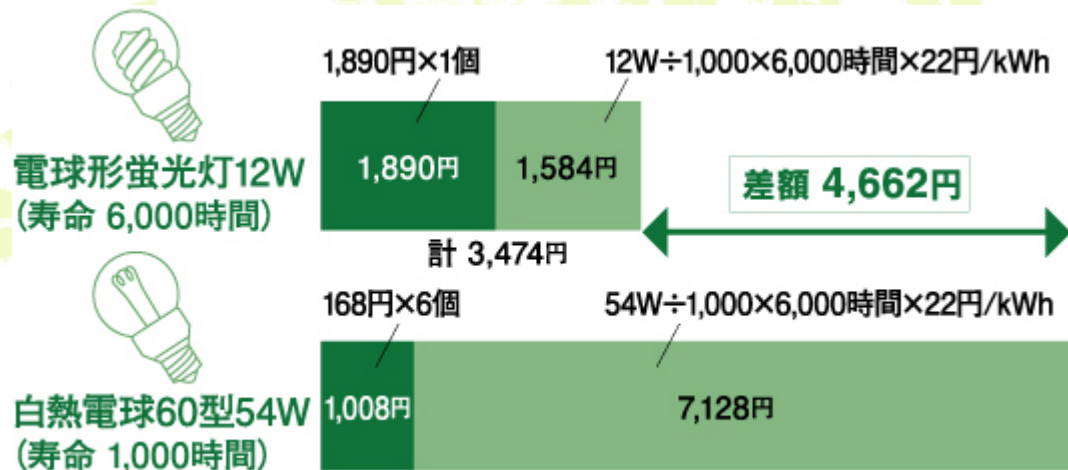 1,890円×1個
12W÷1,000×6,000時間×22円/kWh
電球形蛍光灯12W
(寿命 6,000時間)
1,890円
1,584円
差額 4,662円
計 3,474円
168円×6個
54W÷1,000×6,000時間×22円/kWh
白熱電球60型54W
(寿命 1,000時間)
1,008円
7,128円